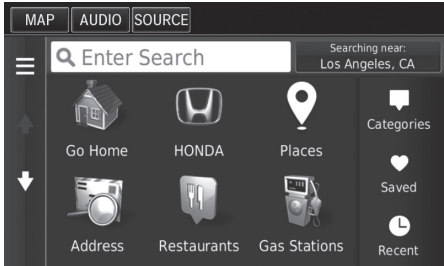 MAP AUDIO SOURCE
Enter Search
Searching near:
Los Angeles, CA
Go Home HONDA Places
Categories
Saved
Address Restaurants Gas Stations
Recent